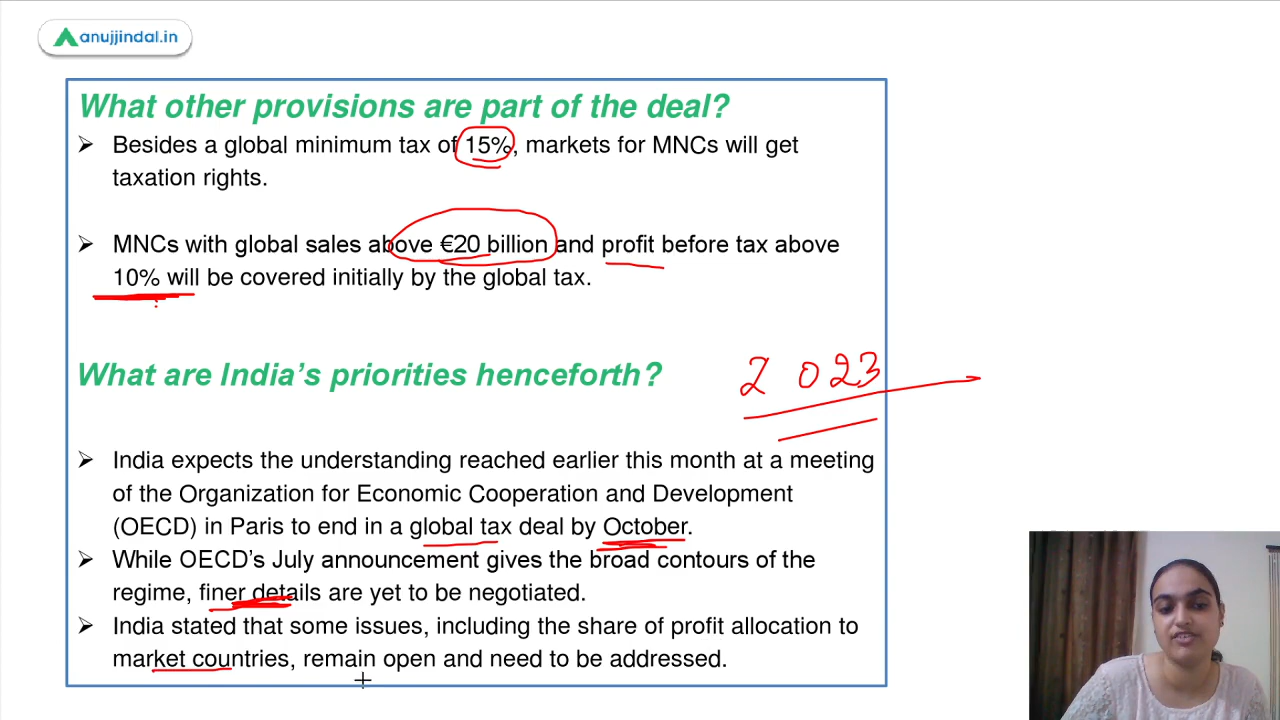 anujjindal.in
What other provisions are part of the deal?
➢ Besides a global minimum tax of 15%, markets for MNCs will get
taxation rights.
➢ MNCs with global sales above €20 billion and profit before tax above
10% will be covered initially by the global tax.
What are India's priorities henceforth?
2023
➢ India expects the understanding reached earlier this month at a meeting
of the Organization for Economic Cooperation and Development
(OECD) in Paris to end in a global tax deal by October.
➢ While OECD's July announcement gives the broad contours of the
regime, finer details are yet to be negotiated.
➢ India stated that some issues, including the share of profit allocation to
market countries, remain open and need to be addressed.